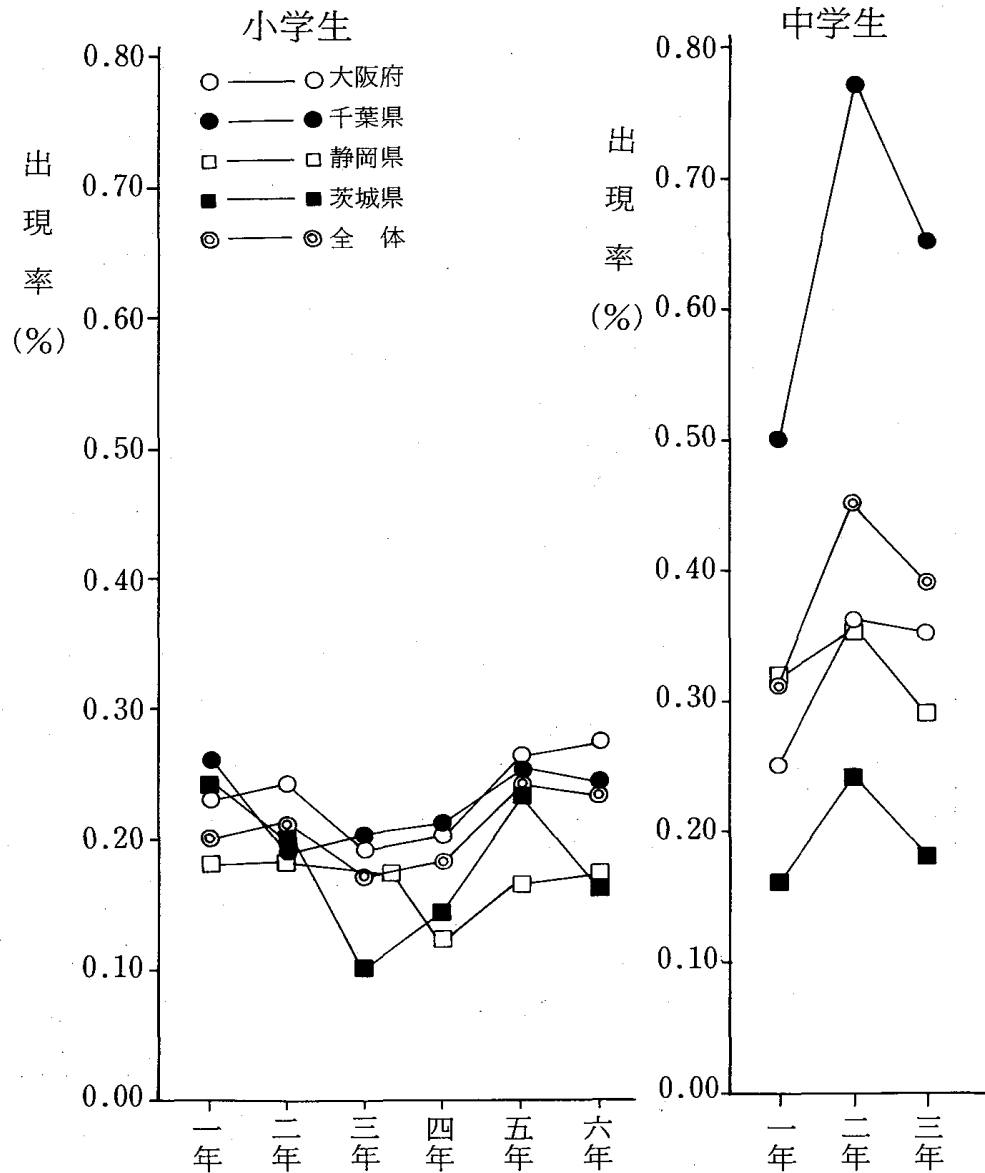 小学生
出現率(%)
0.80
0.70
0.60
0.50
0.40
0.30
0.20
0.10
0.00
大阪府
千葉県
静岡県
茨城県
全 体
一年
二年
三年
四年
五年
六年
中学生
出現率(%)
0.80
0.70
0.60
0.50
0.40
0.30
0.20
0.10
0.00
一年
二年
三年